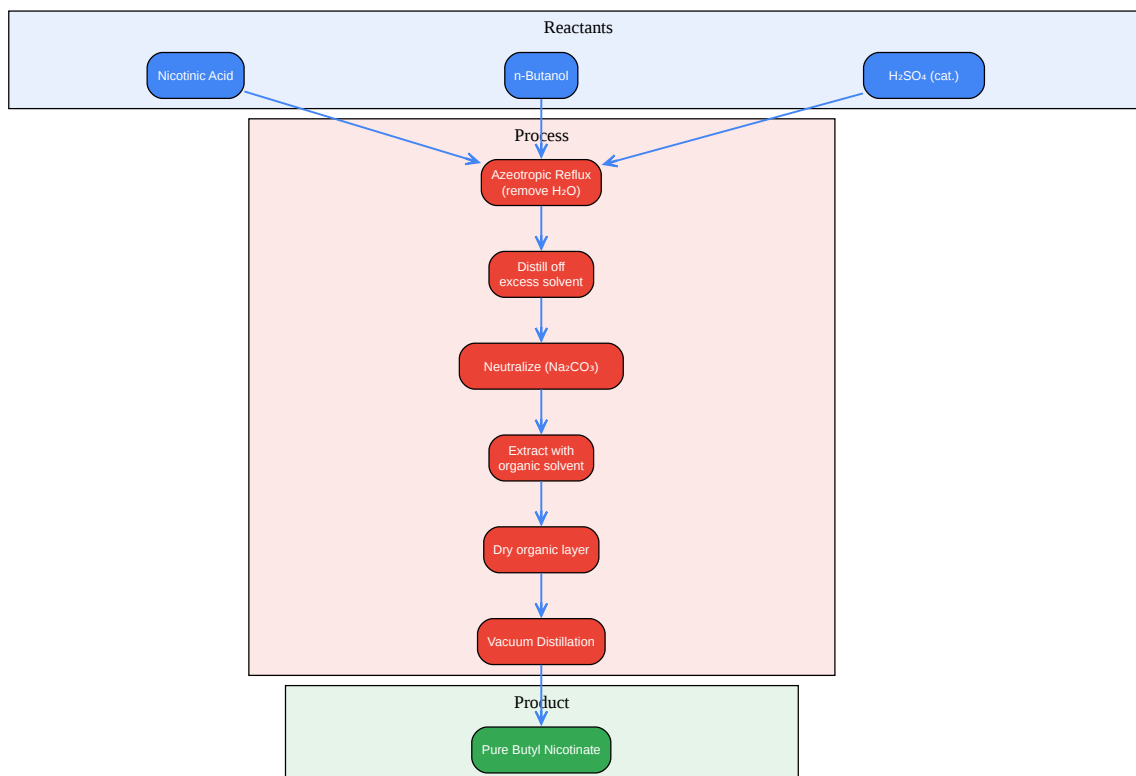 Reactants
Nicotinic Acid
n-Butanol
H₂SO₄ (cat.)
Process
Azeotropic Reflux
(remove H₂O)
Distill off
excess solvent
Neutralize (Na₂CO₃)
Extract with
organic solvent
Dry organic layer
Vacuum Distillation
Product
Pure Butyl Nicotinate